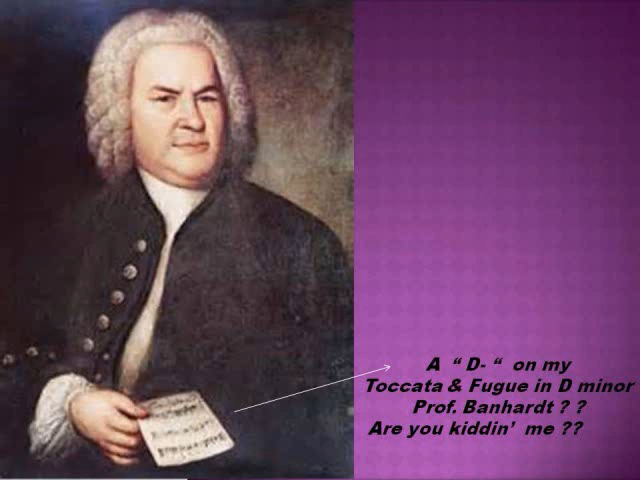 A “ D- “ on my
Toccata & Fugue in D minor
Prof. Banhardt ? ?
Are you kiddin’ me ??